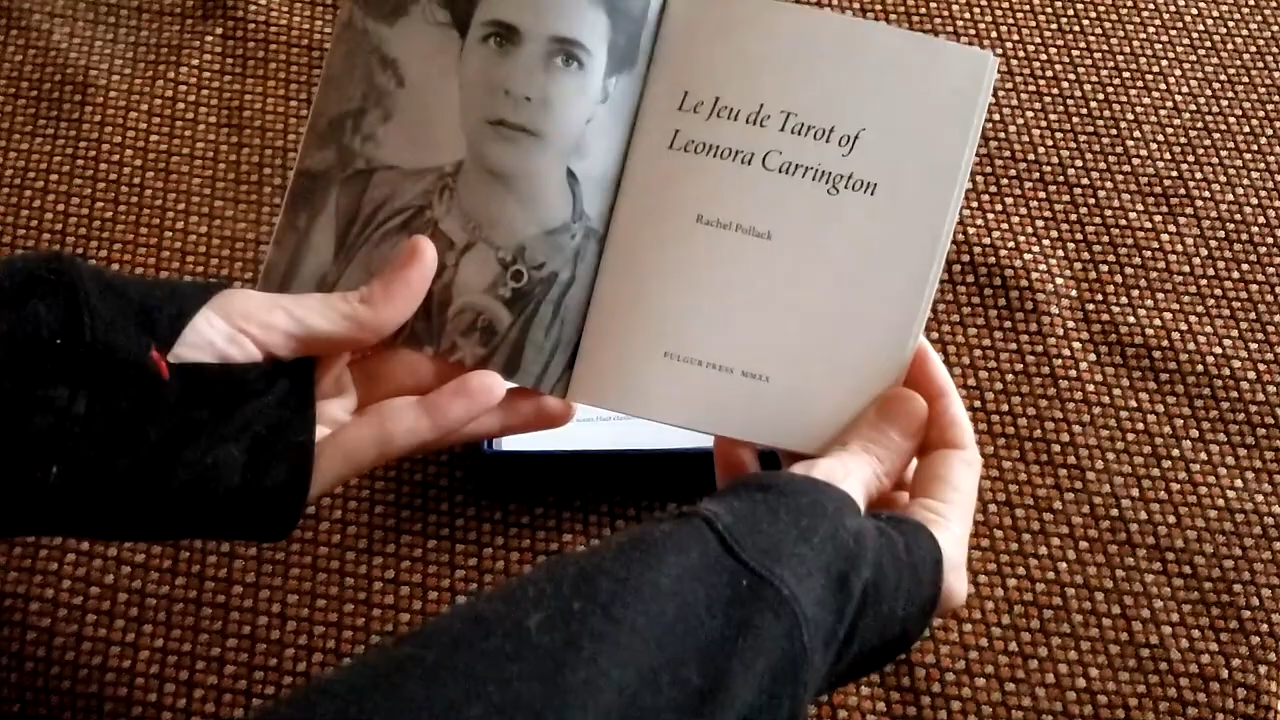 Le Jeu de Tarot of
Leonora Carrington
Rachel Pollack
FULGUR PRESS MMXX